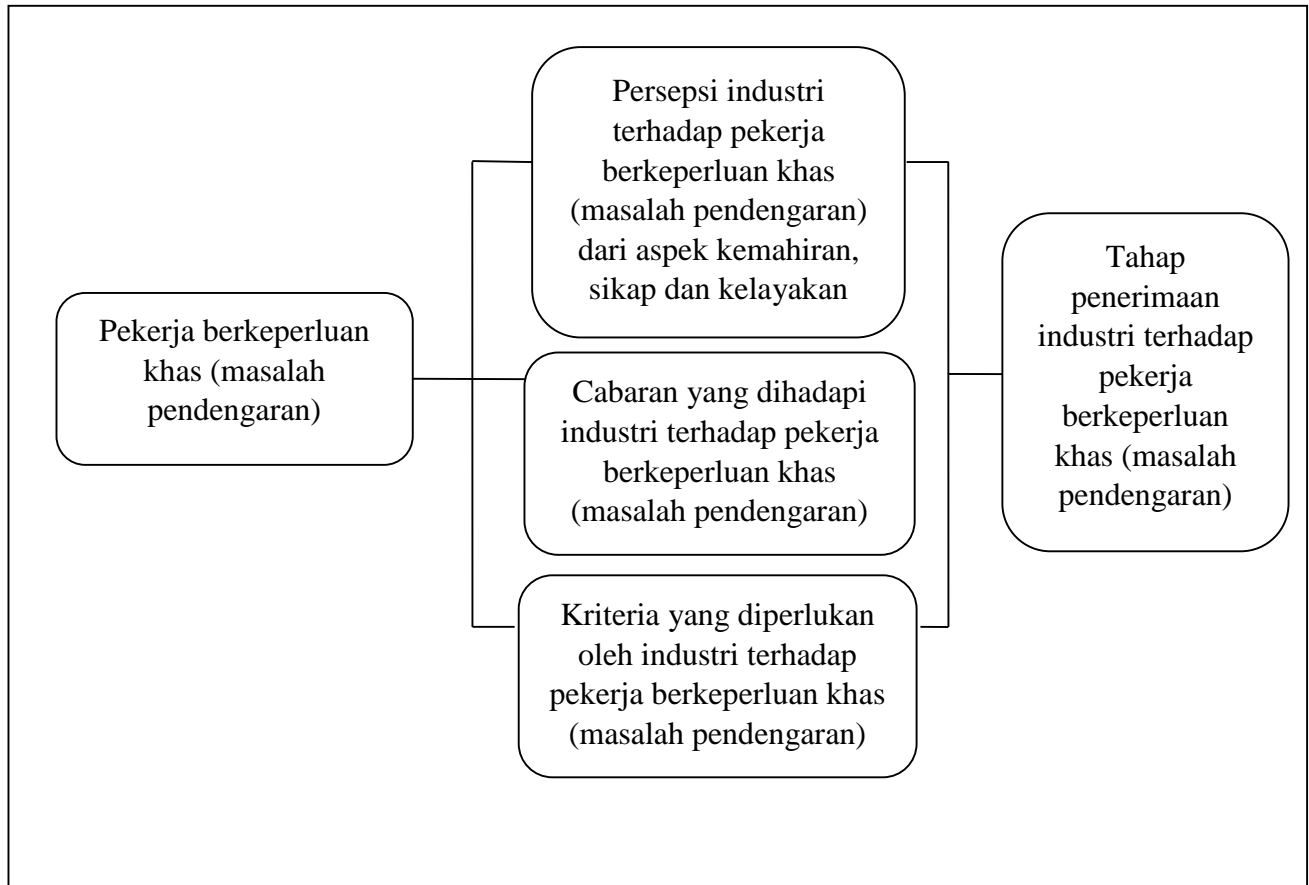 Pekerja berkeperluan
khas (masalah
pendengaran)
Persepsi industri
terhadap pekerja
berkeperluan khas
(masalah pendengaran)
dari aspek kemahiran,
sikap dan kelayakan
Cabaran yang dihadapi
industri terhadap pekerja
berkeperluan khas
(masalah pendengaran)
Kriteria yang diperlukan
oleh industri terhadap
pekerja berkeperluan khas
(masalah pendengaran)
Tahap
penerimaan
industri terhadap
pekerja
berkeperluan
khas (masalah
pendengaran)